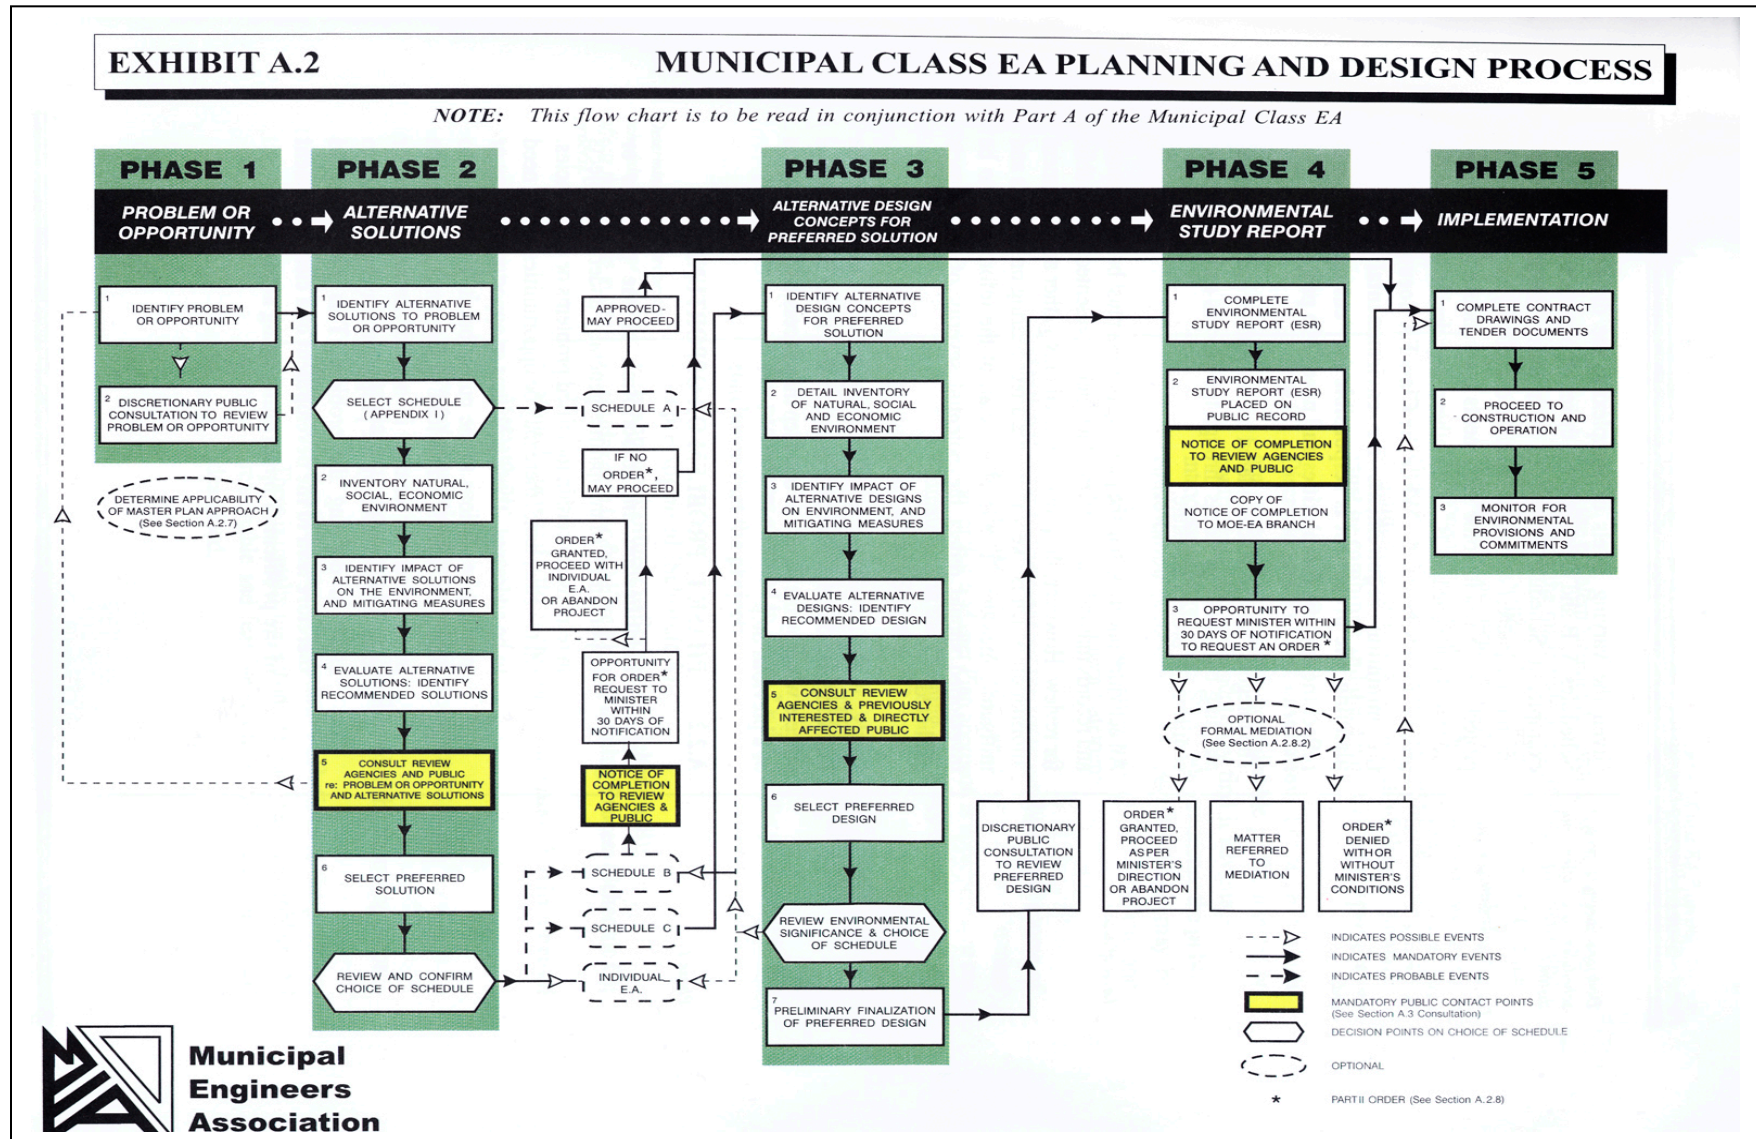 EXHIBIT A.2
MUNICIPAL CLASS EA PLANNING AND DESIGN PROCESS
NOTE: This flow chart is to be read in conjunction with Part A of the Municipal Class EA
PHASE 1
PROBLEM OR
OPPORTUNITY
1
IDENTIFY PROBLEM
OR OPPORTUNITY
2
DISCRETIONARY PUBLIC
CONSULTATION TO REVIEW
PROBLEM OR OPPORTUNITY
DETERMINE APPLICABILITY
OF MASTER PLAN APPROACH
(See Section A.2.7)
PHASE 2
ALTERNATIVE
SOLUTIONS
1
IDENTIFY ALTERNATIVE
SOLUTIONS TO PROBLEM
OR OPPORTUNITY
SELECT SCHEDULE
(APPENDIX I)
2
INVENTORY NATURAL,
SOCIAL, ECONOMIC
ENVIRONMENT
3
IDENTIFY IMPACT OF
ALTERNATIVE SOLUTIONS
ON THE ENVIRONMENT,
AND MITIGATING MEASURES
4
EVALUATE ALTERNATIVE
SOLUTIONS: IDENTIFY
RECOMMENDED SOLUTIONS
5
CONSULT REVIEW
AGENCIES AND PUBLIC
re: PROBLEM OR OPPORTUNITY
AND ALTERNATIVE SOLUTIONS
6
SELECT PREFERRED
SOLUTION
REVIEW AND CONFIRM
CHOICE OF SCHEDULE
APPROVED-
MAY PROCEED
SCHEDULE A
IF NO
ORDER*,
MAY PROCEED
ORDER*
GRANTED,
PROCEED WITH
INDIVIDUAL
E.A.
OR ABANDON
PROJECT
OPPORTUNITY
FOR ORDER*
REQUEST TO
MINISTER
WITHIN
30 DAYS OF
NOTIFICATION
NOTICE OF
COMPLETION
TO REVIEW
AGENCIES &
PUBLIC
SCHEDULE B
SCHEDULE C
INDIVIDUAL
E.A.
PHASE 3
ALTERNATIVE DESIGN
CONCEPTS FOR
PREFERRED SOLUTION
1
IDENTIFY ALTERNATIVE
DESIGN CONCEPTS
FOR PREFERRED
SOLUTION
2
DETAIL INVENTORY
OF NATURAL, SOCIAL
AND ECONOMIC
ENVIRONMENT
3
IDENTIFY IMPACT OF
ALTERNATIVE DESIGNS
ON ENVIRONMENT, AND
MITIGATING MEASURES
4
EVALUATE ALTERNATIVE
DESIGNS: IDENTIFY
RECOMMENDED DESIGN
5
CONSULT REVIEW
AGENCIES & PREVIOUSLY
INTERESTED & DIRECTLY
AFFECTED PUBLIC
6
SELECT PREFERRED
DESIGN
REVIEW ENVIRONMENTAL
SIGNIFICANCE & CHOICE
OF SCHEDULE
7
PRELIMINARY FINALIZATION
OF PREFERRED DESIGN
DISCRETIONARY
PUBLIC
CONSULTATION
TO REVIEW
PREFERRED
DESIGN
PHASE 4
ENVIRONMENTAL
STUDY REPORT
1
COMPLETE
ENVIRONMENTAL
STUDY REPORT (ESR)
2
ENVIRONMENTAL
STUDY REPORT (ESR)
PLACED ON
PUBLIC RECORD
NOTICE OF COMPLETION
TO REVIEW AGENCIES
AND PUBLIC
COPY OF
NOTICE OF COMPLETION
TO MOE-EA BRANCH
3
OPPORTUNITY TO
REQUEST MINISTER WITHIN
30 DAYS OF NOTIFICATION
TO REQUEST AN ORDER*
OPTIONAL
FORMAL MEDIATION
(See Section A.2.8.2)
ORDER*
GRANTED,
PROCEED
AS PER
MINISTER'S
DIRECTION
OR ABANDON
PROJECT
MATTER
REFERRED
TO
MEDIATION
ORDER*
DENIED
WITH OR
WITHOUT
MINISTER'S
CONDITIONS
PHASE 5
IMPLEMENTATION
1
COMPLETE CONTRACT
DRAWINGS AND
TENDER DOCUMENTS
2
PROCEED TO
CONSTRUCTION AND
OPERATION
3
MONITOR FOR
ENVIRONMENTAL
PROVISIONS AND
COMMITMENTS
INDICATES POSSIBLE EVENTS
INDICATES MANDATORY EVENTS
INDICATES PROBABLE EVENTS
MANDATORY PUBLIC CONTACT POINTS
(See Section A.3 Consultation)
DECISION POINTS ON CHOICE OF SCHEDULE
OPTIONAL
* PART II ORDER (See Section A.2.8)
MEA
Municipal
Engineers
Association